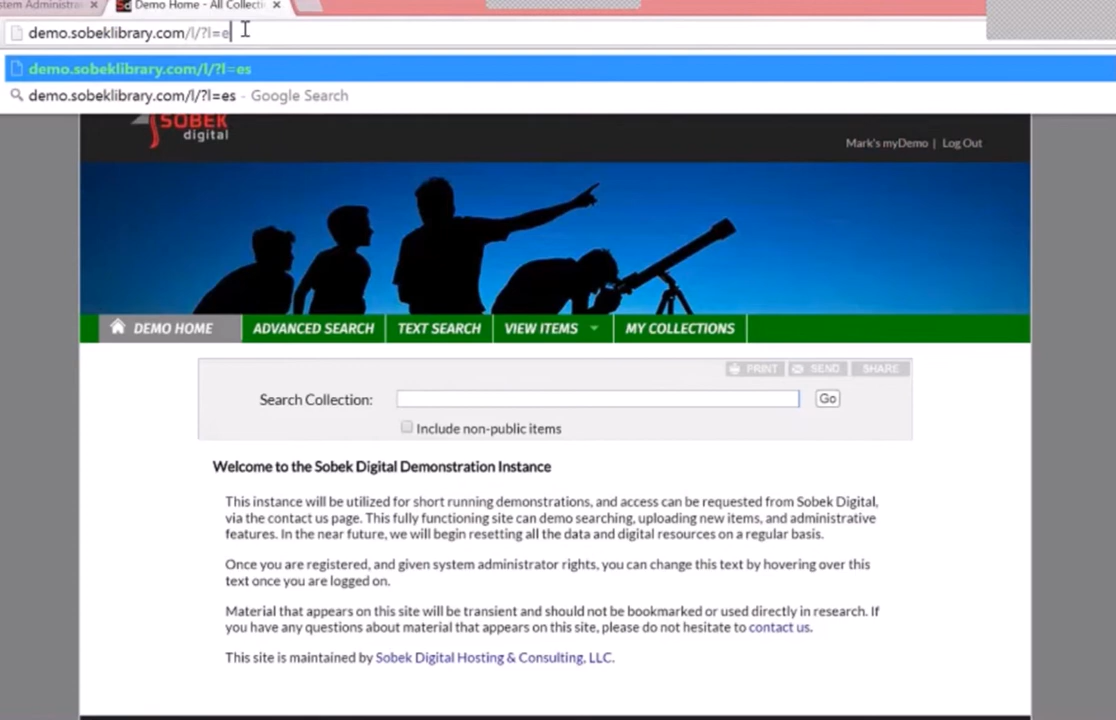 stem Administra
Demo Home - All Collecti
demo.sobeklibrary.com/l/?l=e
demo.sobeklibrary.com/l/?l=es
demo.sobeklibrary.com/l/?l=es - Google Search
SOBEK
digital
Mark's myDemo | Log Out
DEMO HOME ADVANCED SEARCH TEXT SEARCH VIEW ITEMS MY COLLECTIONS
PRINT SEND SHARE
Search Collection: Go
Include non-public items
Welcome to the Sobek Digital Demonstration Instance
This instance will be utilized for short running demonstrations, and access can be requested from Sobek Digital,
via the contact us page. This fully functioning site can demo searching, uploading new items, and administrative
features. In the near future, we will begin resetting all the data and digital resources on a regular basis.
Once you are registered, and given system administrator rights, you can change this text by hovering over this
text once you are logged on.
Material that appears on this site will be transient and should not be bookmarked or used directly in research. If
you have any questions about material that appears on this site, please do not hesitate to contact us.
This site is maintained by Sobek Digital Hosting & Consulting, LLC.